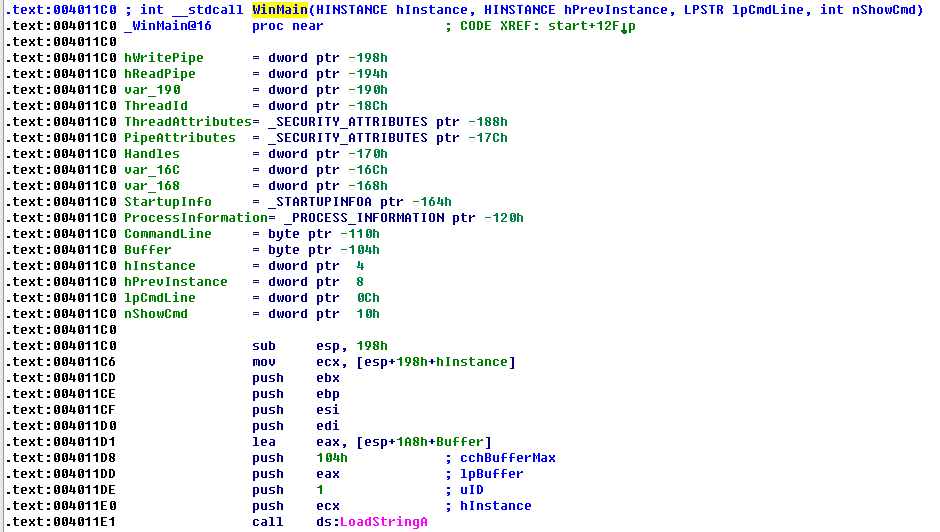 .text:004011C0 ; int __stdcall WinMain(HINSTANCE hInstance, HINSTANCE hPrevInstance, LPSTR lpCmdLine, int nShowCmd)
.text:004011C0 _WinMain@16     proc near               ; CODE XREF: start+12F↓p
.text:004011C0
.text:004011C0 hWritePipe      = dword ptr -198h
.text:004011C0 hReadPipe       = dword ptr -194h
.text:004011C0 var_190         = dword ptr -190h
.text:004011C0 ThreadId        = dword ptr -18Ch
.text:004011C0 ThreadAttributes= _SECURITY_ATTRIBUTES ptr -188h
.text:004011C0 PipeAttributes  = _SECURITY_ATTRIBUTES ptr -17Ch
.text:004011C0 Handles         = dword ptr -170h
.text:004011C0 var_16C         = dword ptr -16Ch
.text:004011C0 var_168         = dword ptr -168h
.text:004011C0 StartupInfo     = _STARTUPINFOA ptr -164h
.text:004011C0 ProcessInformation= _PROCESS_INFORMATION ptr -120h
.text:004011C0 CommandLine     = byte ptr -110h
.text:004011C0 Buffer          = byte ptr -104h
.text:004011C0 hInstance       = dword ptr  4
.text:004011C0 hPrevInstance   = dword ptr  8
.text:004011C0 lpCmdLine       = dword ptr  0Ch
.text:004011C0 nShowCmd        = dword ptr  10h
.text:004011C0
.text:004011C0                 sub     esp, 198h
.text:004011C6                 mov     ecx, [esp+198h+hInstance]
.text:004011CD                 push    ebx
.text:004011CE                 push    ebp
.text:004011CF                 push    esi
.text:004011D0                 push    edi
.text:004011D1                 lea     eax, [esp+1A8h+Buffer]
.text:004011D8                 push    104h            ; cchBufferMax
.text:004011DD                 push    eax             ; lpBuffer
.text:004011DE                 push    1               ; uID
.text:004011E0                 push    ecx             ; hInstance
.text:004011E1                 call    ds:LoadStringA